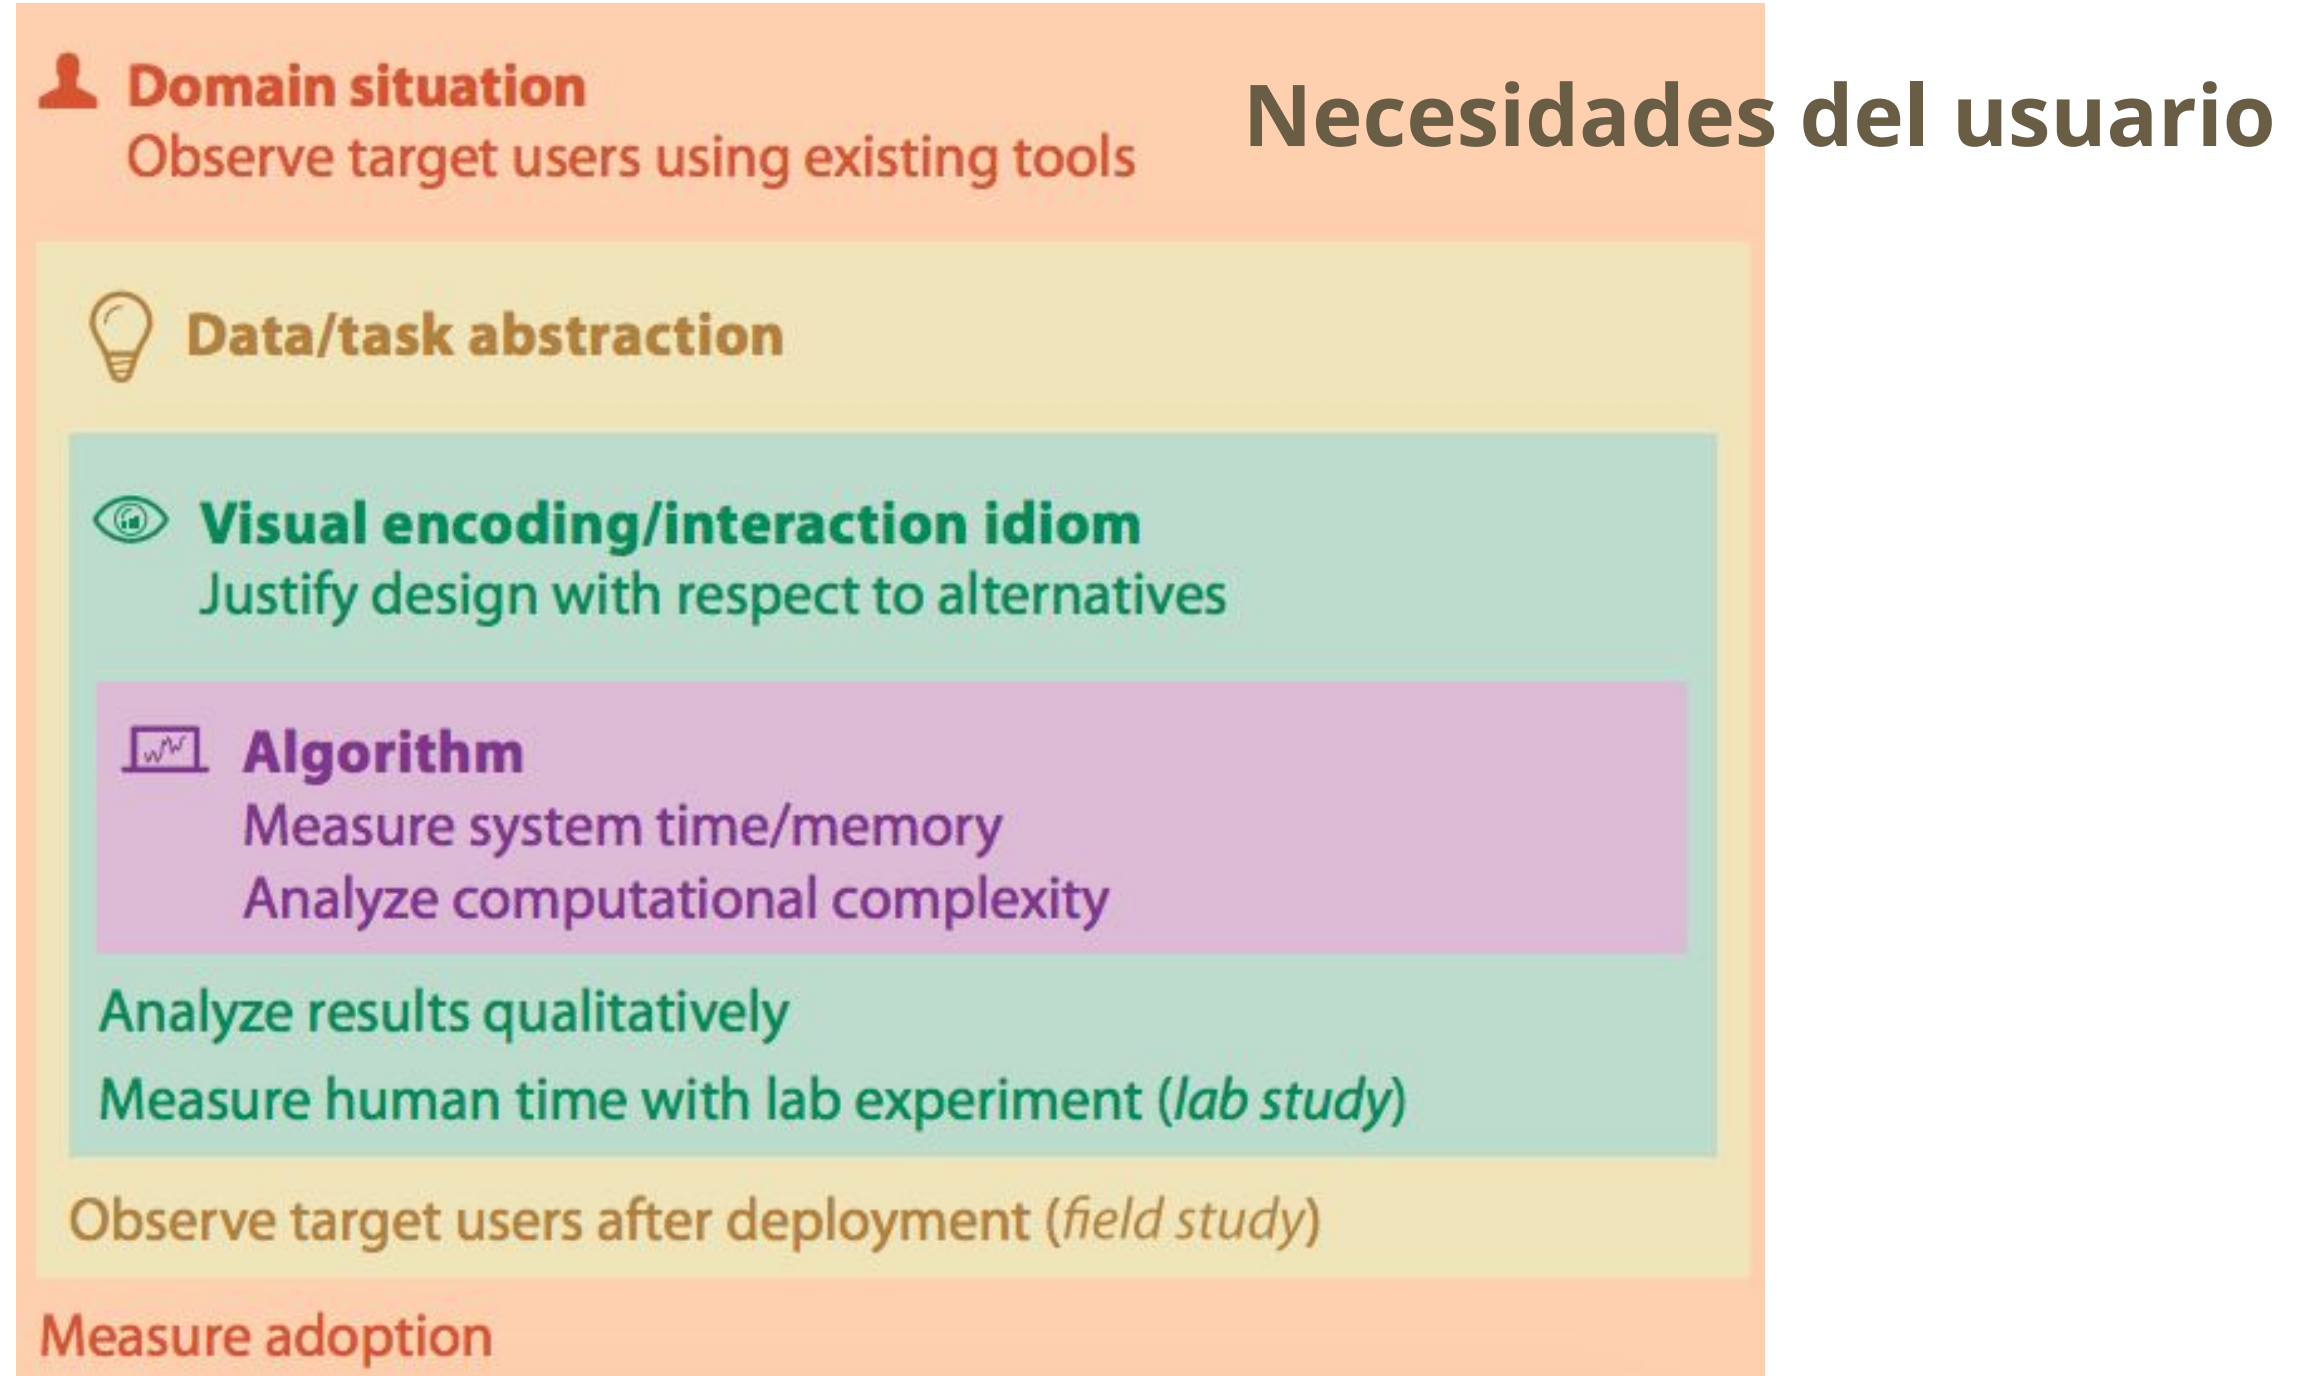 Domain situation
Necesidades del usuario
Observe target users using existing tools
Data/task abstraction
Visual encoding/interaction idiom
Justify design with respect to alternatives
Algorithm
Measure system time/memory
Analyze computational complexity
Analyze results qualitatively
Measure human time with lab experiment (lab study)
Observe target users after deployment (field study)
Measure adoption